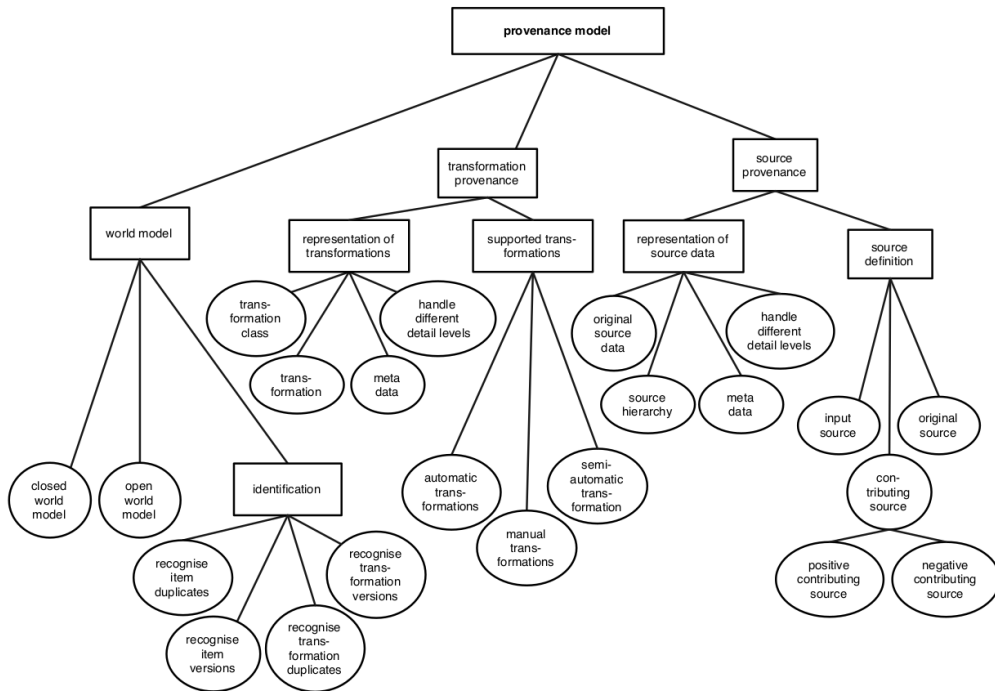 provenance model
transformation
provenance
source
provenance
world model
representation of
transformations
supported trans-
formations
representation of
source data
source
definition
trans-
formation
class
handle
different
detail levels
trans-
formation
meta
data
original
source
data
handle
different
detail levels
source
hierarchy
meta
data
input
source
original
source
closed
world
model
open
world
model
identification
automatic
trans-
formations
semi-
automatic
trans-
formation
manual
trans-
formations
con-
tributing
source
recognise
item
duplicates
recognise
trans-
formation
versions
recognise
item
versions
recognise
trans-
formation
duplicates
positive
contributing
source
negative
contributing
source